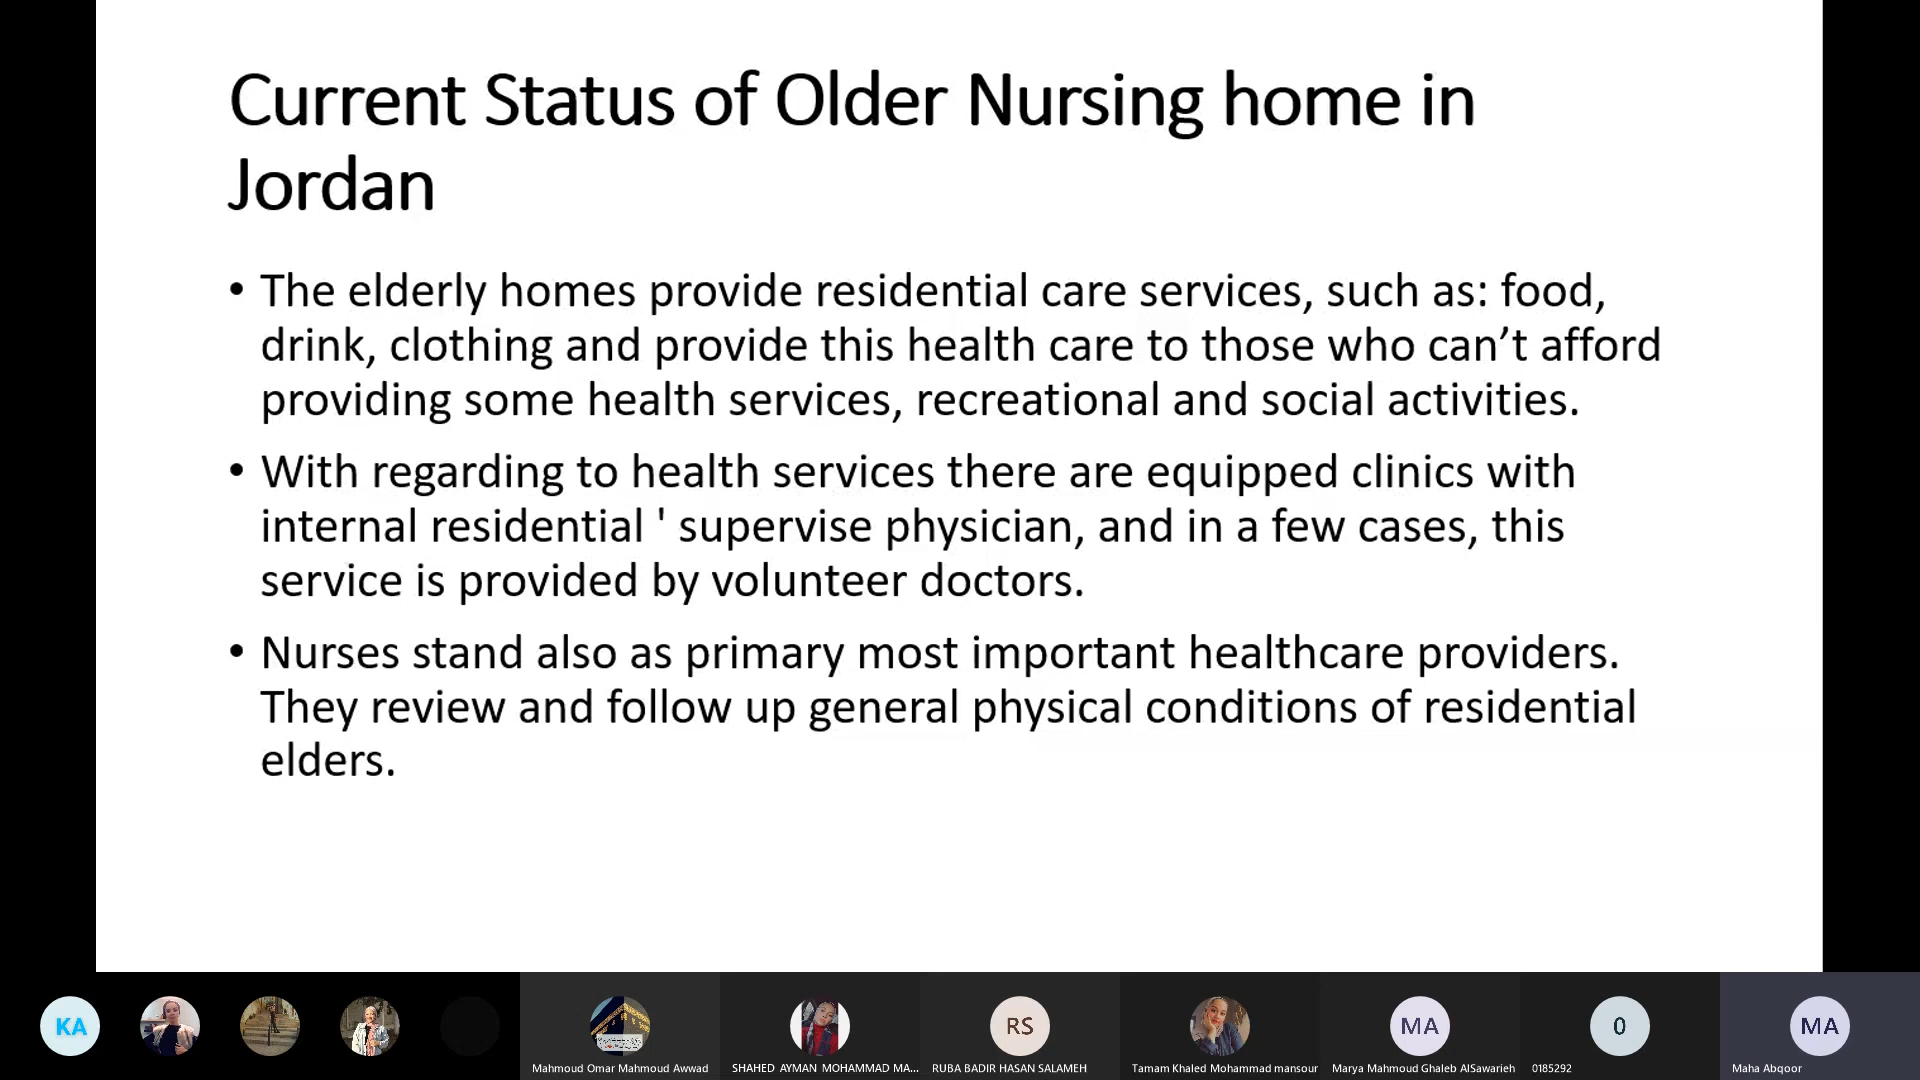 Current Status of Older Nursing home in
Jordan
• The elderly homes provide residential care services, such as: food,
drink, clothing and provide this health care to those who can’t afford
providing some health services, recreational and social activities.
• With regarding to health services there are equipped clinics with
internal residential ' supervise physician, and in a few cases, this
service is provided by volunteer doctors.
• Nurses stand also as primary most important healthcare providers.
They review and follow up general physical conditions of residential
elders.
KA
RS
MA
0
MA
Mahmoud Omar Mahmoud Awwad
SHAHED AYMAN MOHAMMAD MA...
RUBA BADIR HASAN SALAMEH
Tamam Khaled Mohammad mansour
Marya Mahmoud Ghaleb AlSawarieh
0185292
Maha Abqoor